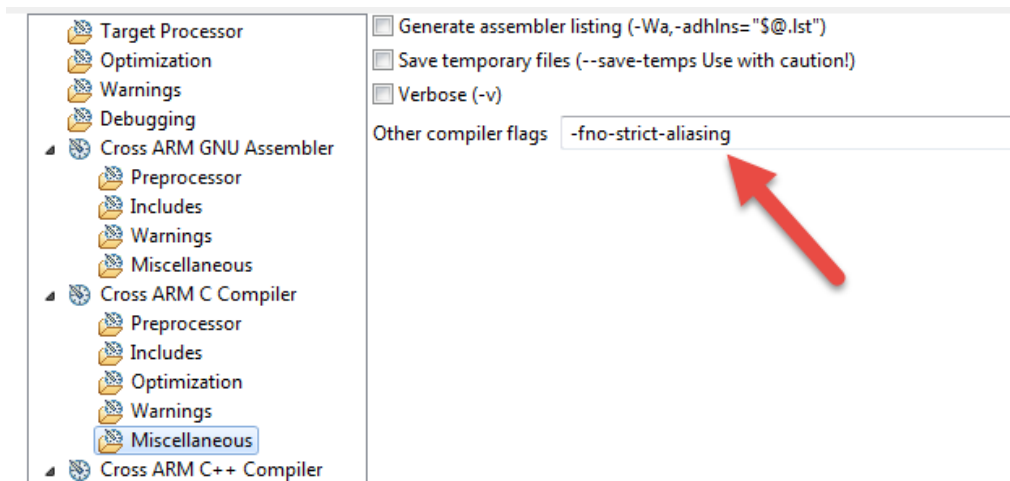 Target Processor
Optimization
Warnings
Debugging
Cross ARM GNU Assembler
Preprocessor
Includes
Warnings
Miscellaneous
Cross ARM C Compiler
Preprocessor
Includes
Optimization
Warnings
Miscellaneous
Cross ARM C++ Compiler
Generate assembler listing (-Wa,-adhlns="$@.lst")
Save temporary files (--save-temps Use with caution!)
Verbose (-v)
Other compiler flags -fno-strict-aliasing